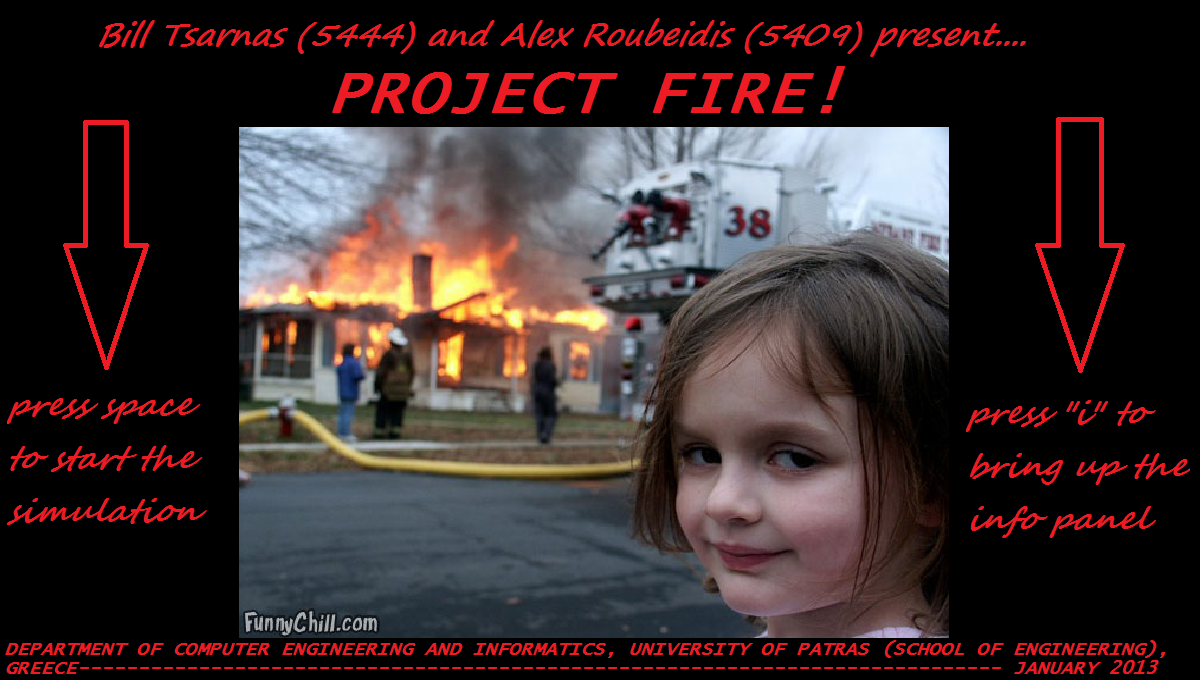 Bill Tsarnas (5444) and Alex Roubeidis (5409) present....
PROJECT FIRE!
38
press space
to start the
simulation
press "i" to
bring up the
info panel
FunnyChill.com
DEPARTMENT OF COMPUTER ENGINEERING AND INFORMATICS, UNIVERSITY OF PATRAS (SCHOOL OF ENGINEERING),
GREECE----------------------------------------------------------------------------- JANUARY 2013